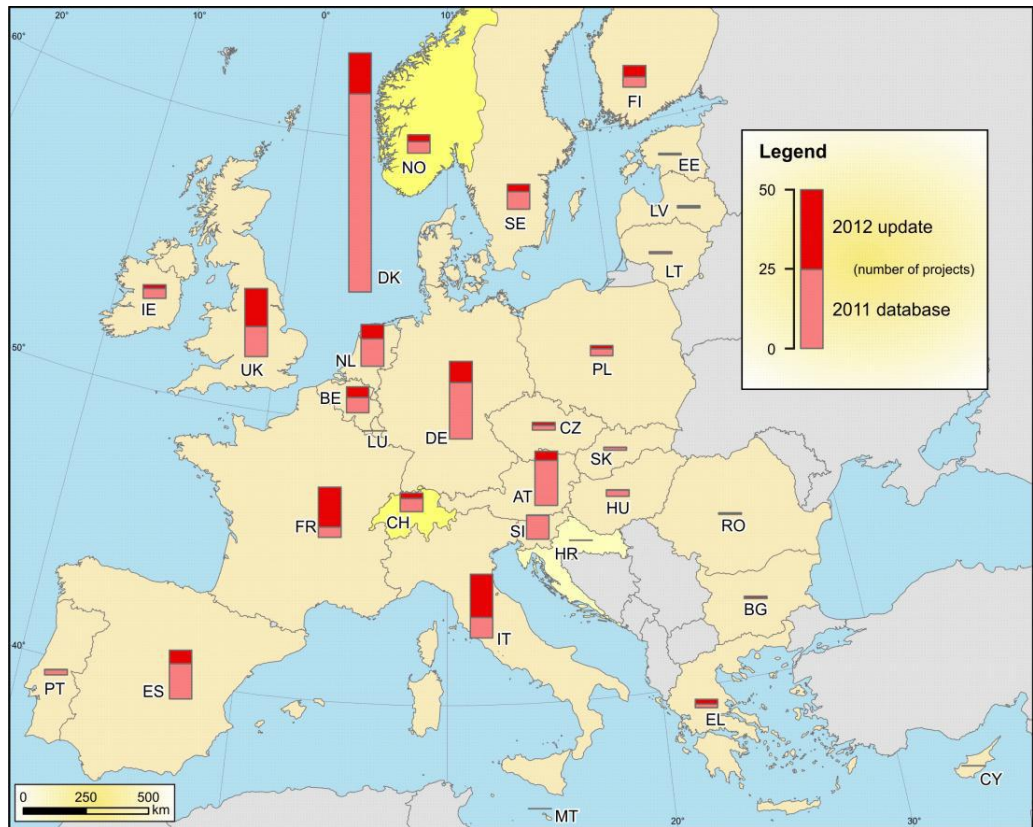 20°
10°
0°
10°
60°
50°
40°
20°
30°
FI
NO
EE
SE
LV
LT
DK
IE
UK
NL
BE
PL
LU
DE
CZ
SK
AT
HU
FR
CH
SI
RO
HR
BG
IT
PT
ES
EL
CY
MT
Legend
50
2012 update
25
(number of projects)
2011 database
0
0 250 500
km